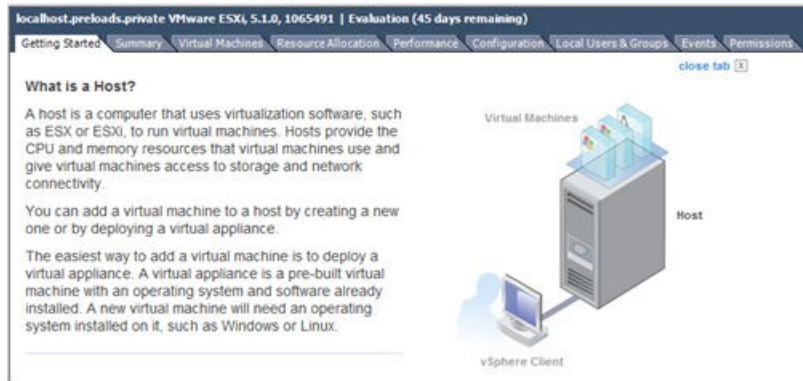 localhost.preloads.private VMware ESXi, 5.1.0, 1065491 | Evaluation (45 days remaining)
Getting Started Summary Virtual Machines Resource Allocation Performance Configuration Local Users & Groups Events Permissions
close tab X
What is a Host?
A host is a computer that uses virtualization software, such
as ESX or ESXi, to run virtual machines. Hosts provide the
CPU and memory resources that virtual machines use and
give virtual machines access to storage and network
connectivity.
You can add a virtual machine to a host by creating a new
one or by deploying a virtual appliance.
The easiest way to add a virtual machine is to deploy a
virtual appliance. A virtual appliance is a pre-built virtual
machine with an operating system and software already
installed. A new virtual machine will need an operating
system installed on it, such as Windows or Linux.
Virtual Machines
Host
vSphere Client